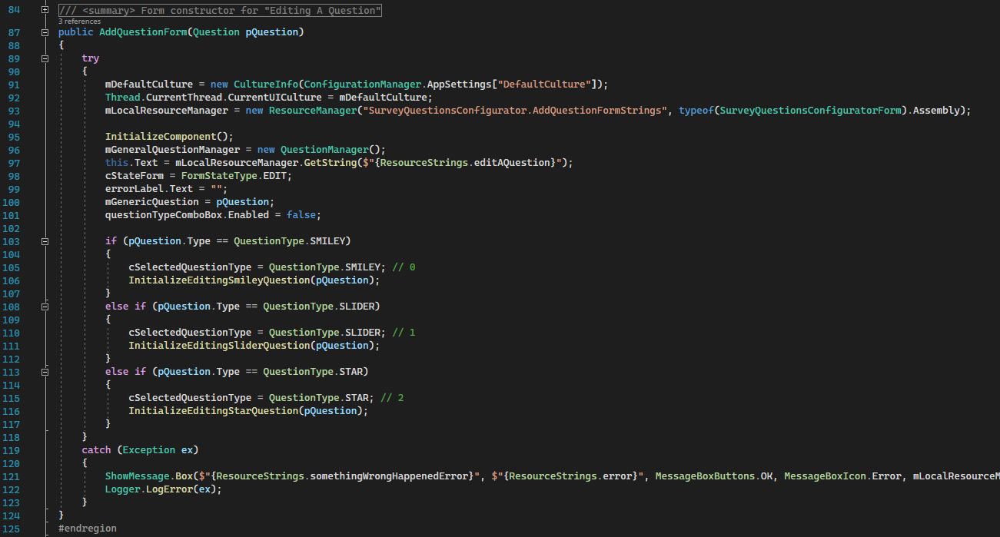 84 /// <summary> Form constructor for "Editing A Question"
3 references
87 public AddQuestionForm(Question pQuestion)
88 {
89 try
90 {
91 mDefaultCulture = new CultureInfo(ConfigurationManager.AppSettings["DefaultCulture"]);
92 Thread.CurrentThread.CurrentUICulture = mDefaultCulture;
93 mLocalResourceManager = new ResourceManager("SurveyQuestionsConfigurator.AddQuestionFormStrings", typeof(SurveyQuestionsConfiguratorForm).Assembly);
94
95 InitializeComponent();
96 mGeneralQuestionManager = new QuestionManager();
97 this.Text = mLocalResourceManager.GetString($"{ResourceStrings.editAQuestion}");
98 cStateForm = FormStateType.EDIT;
99 errorLabel.Text = "";
100 mGenericQuestion = pQuestion;
101 questionTypeComboBox.Enabled = false;
102
103 if (pQuestion.Type == QuestionType.SMILEY)
104 {
105 cSelectedQuestionType = QuestionType.SMILEY; // 0
106 InitializeEditingSmileyQuestion(pQuestion);
107 }
108 else if (pQuestion.Type == QuestionType.SLIDER)
109 {
110 cSelectedQuestionType = QuestionType.SLIDER; // 1
111 InitializeEditingSliderQuestion(pQuestion);
112 }
113 else if (pQuestion.Type == QuestionType.STAR)
114 {
115 cSelectedQuestionType = QuestionType.STAR; // 2
116 InitializeEditingStarQuestion(pQuestion);
117 }
118 }
119 catch (Exception ex)
120 {
121 ShowMessage.Box($"{ResourceStrings.somethingWrongHappenedError}", $"{ResourceStrings.error}", MessageBoxButtons.OK, MessageBoxIcon.Error, mLocalResourceM
122 Logger.LogError(ex);
123 }
124 }
125 #endregion